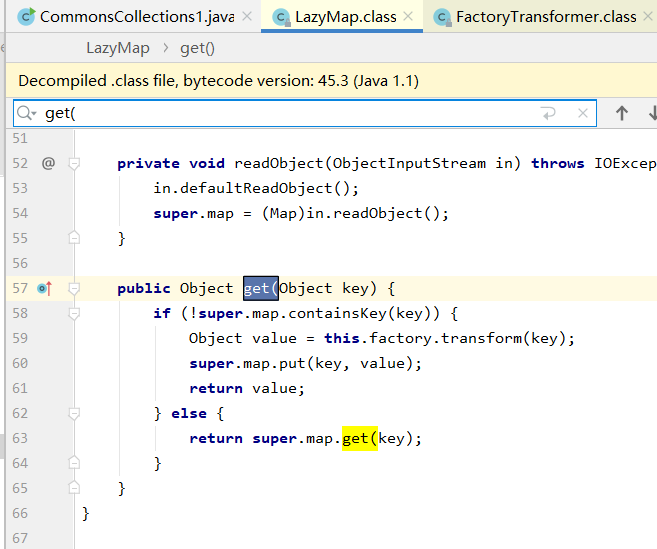 CommonsCollections1.java LazyMap.class FactoryTransformer.class
LazyMap get()
Decompiled .class file, bytecode version: 45.3 (Java 1.1)
get(
51
52 @ private void readObject(ObjectInputStream in) throws IOExcep
53 in.defaultReadObject();
54 super.map = (Map)in.readObject();
55 }
56
57 public Object get(Object key) {
58 if (!super.map.containsKey(key)) {
59 Object value = this.factory.transform(key);
60 super.map.put(key, value);
61 return value;
62 } else {
63 return super.map.get(key);
64 }
65 }
66 }
67